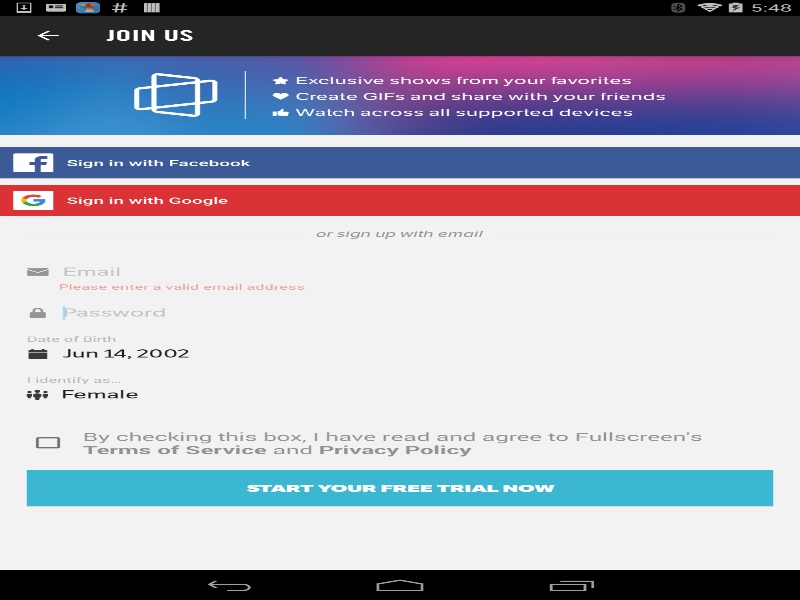 5:48
JOIN US
Exclusive shows from your favorites
Create GIFs and share with your friends
Watch across all supported devices
f Sign in with Facebook
G Sign in with Google
or sign up with email
Email
Please enter a valid email address
Password
Date of Birth
Jun 14, 2002
I identify as...
Female
By checking this box, I have read and agree to Fullscreen's
Terms of Service and Privacy Policy
START YOUR FREE TRIAL NOW